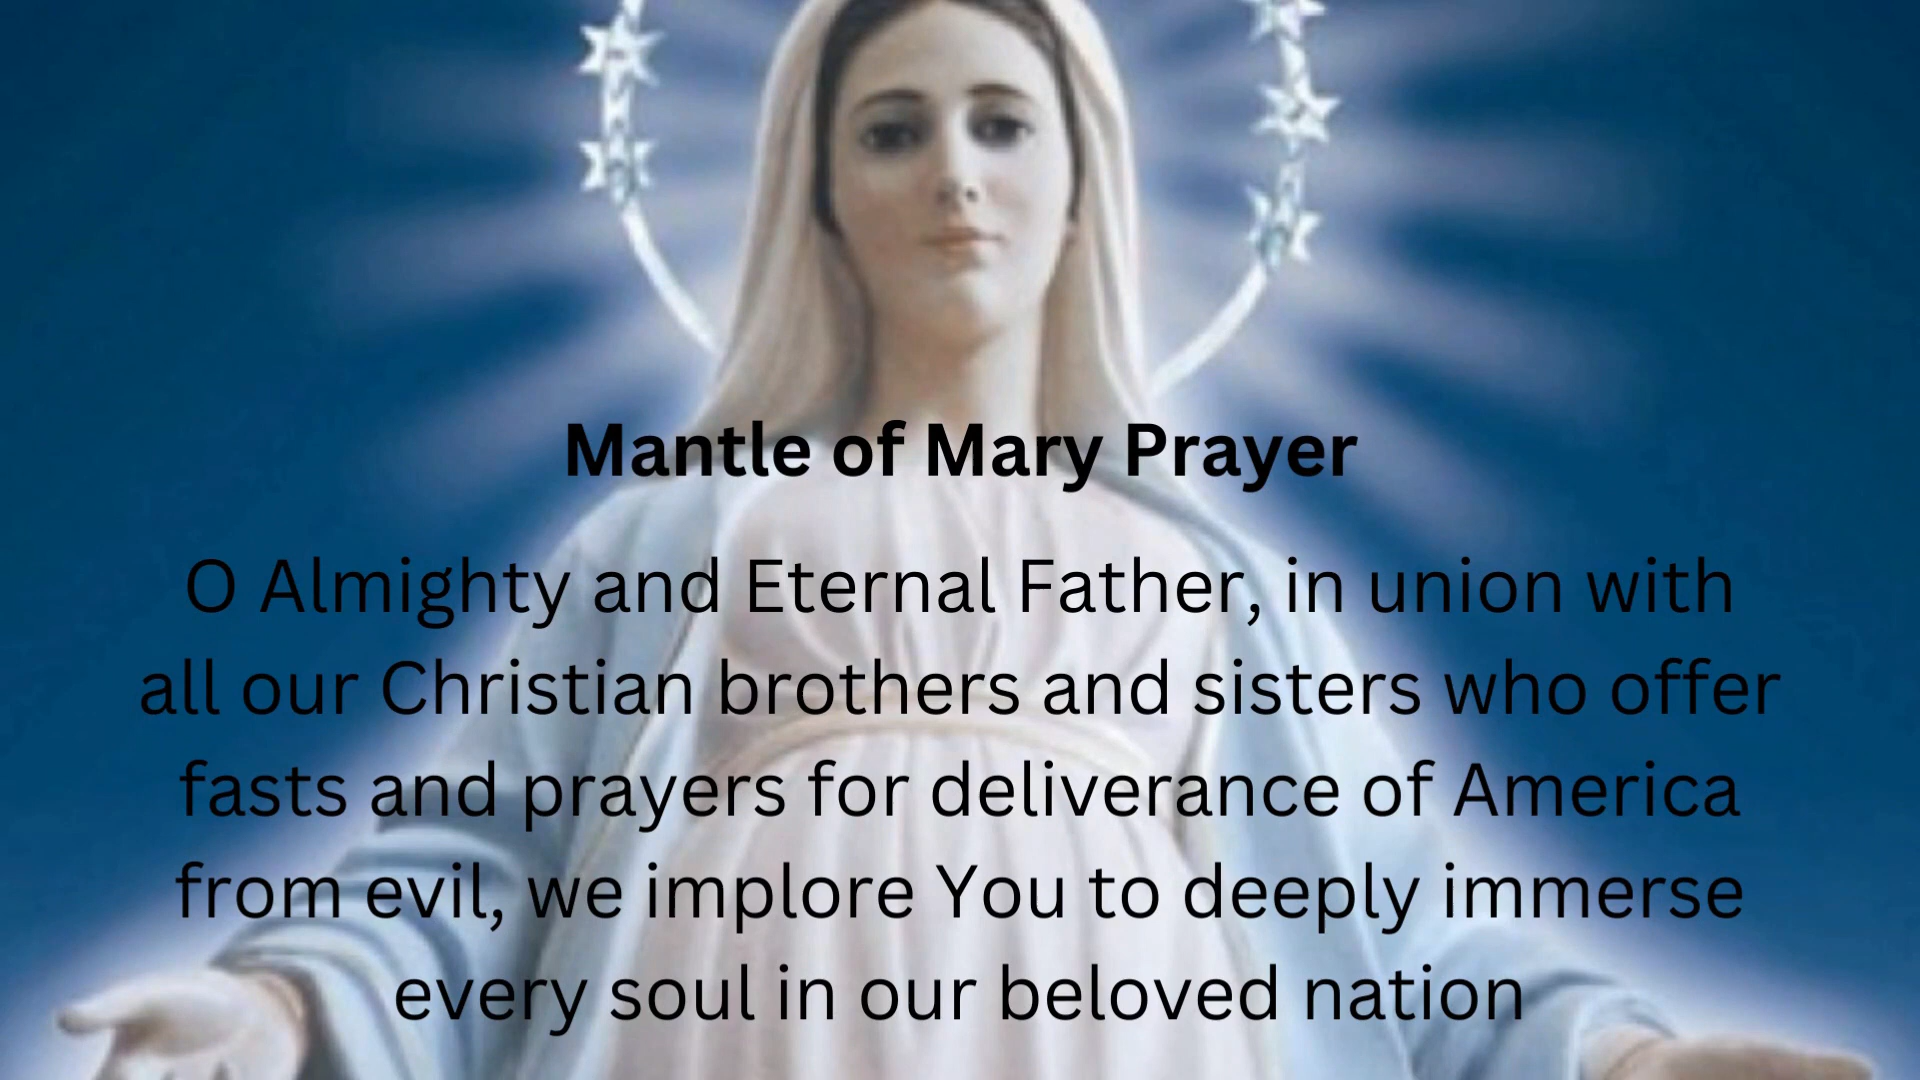 Mantle of Mary Prayer
O Almighty and Eternal Father, in union with
all our Christian brothers and sisters who offer
fasts and prayers for deliverance of America
from evil, we implore You to deeply immerse
every soul in our beloved nation